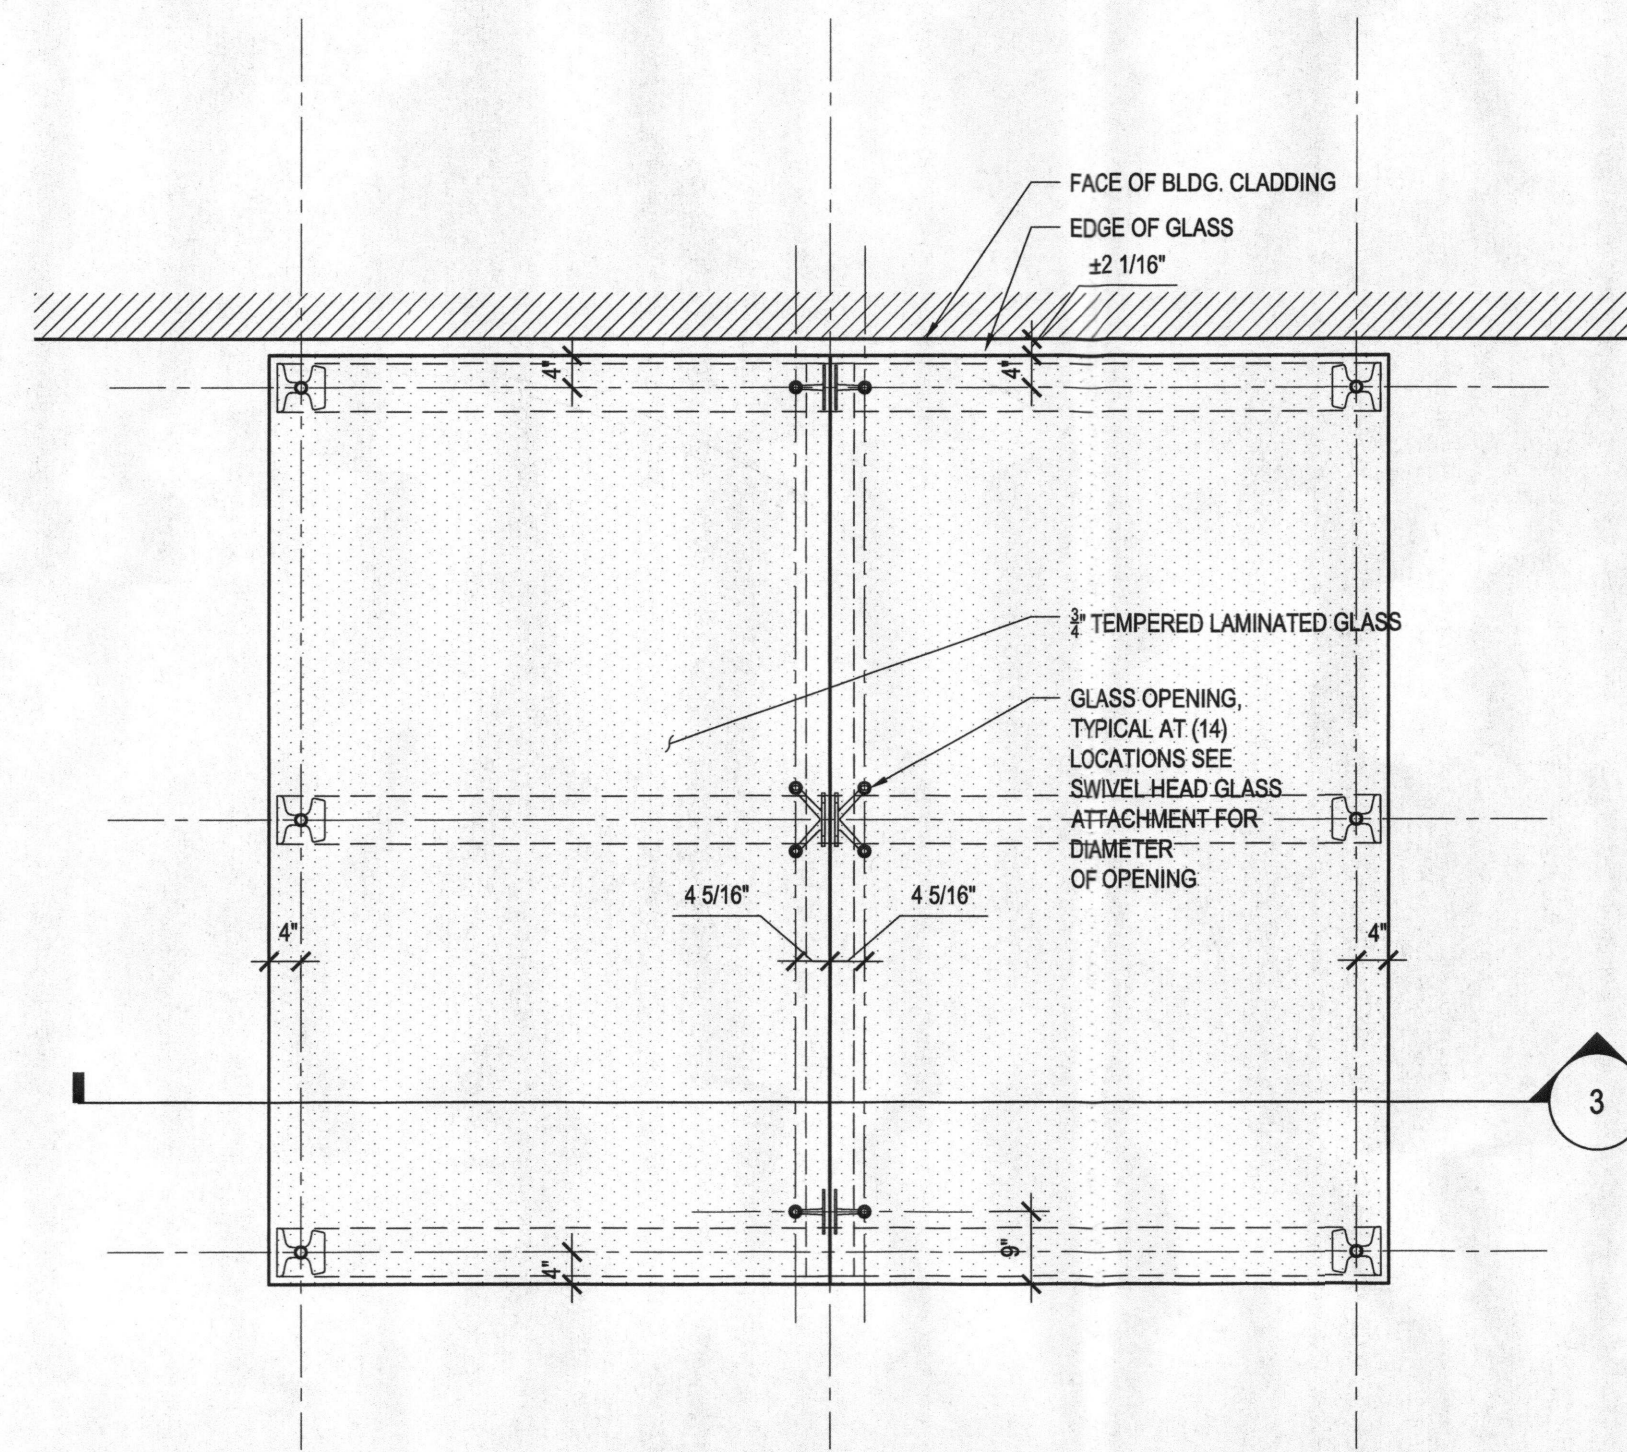 FACE OF BLDG. CLADDING
EDGE OF GLASS
±2 1/16"
4"
4"
3/4" TEMPERED LAMINATED GLASS
GLASS OPENING,
TYPICAL AT (14)
LOCATIONS SEE
SWIVEL HEAD GLASS
ATTACHMENT FOR
DIAMETER
OF OPENING
4 5/16"
4 5/16"
4"
4"
3
9"
4"